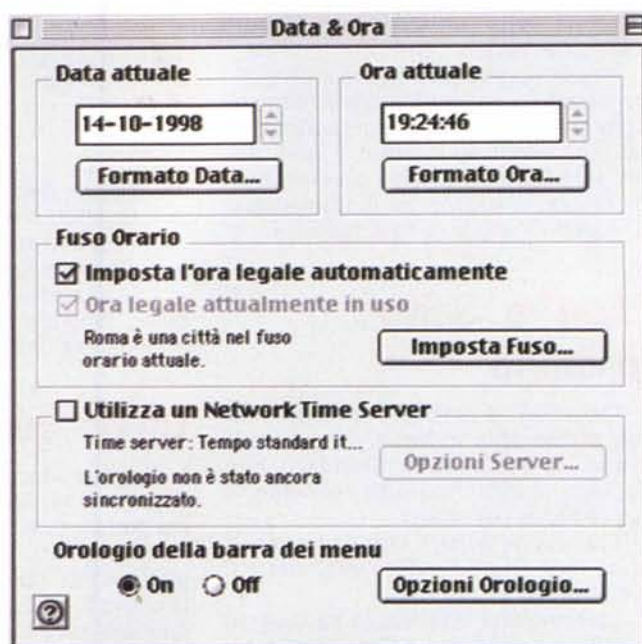 Data & Ora
Data attuale
14-10-1998
Formato Data...
Ora attuale
19:24:46
Formato Ora...
Fuso Orario
Imposta l'ora legale automaticamente
Ora legale attualmente in uso
Roma è una città nel fuso
orario attuale.
Imposta Fuso...
Utilizza un Network Time Server
Time server: Tempo standard it...
L'orologio non è stato ancora
sincronizzato.
Opzioni Server...
Orologio della barra dei menu
On Off
Opzioni Orologio...
?